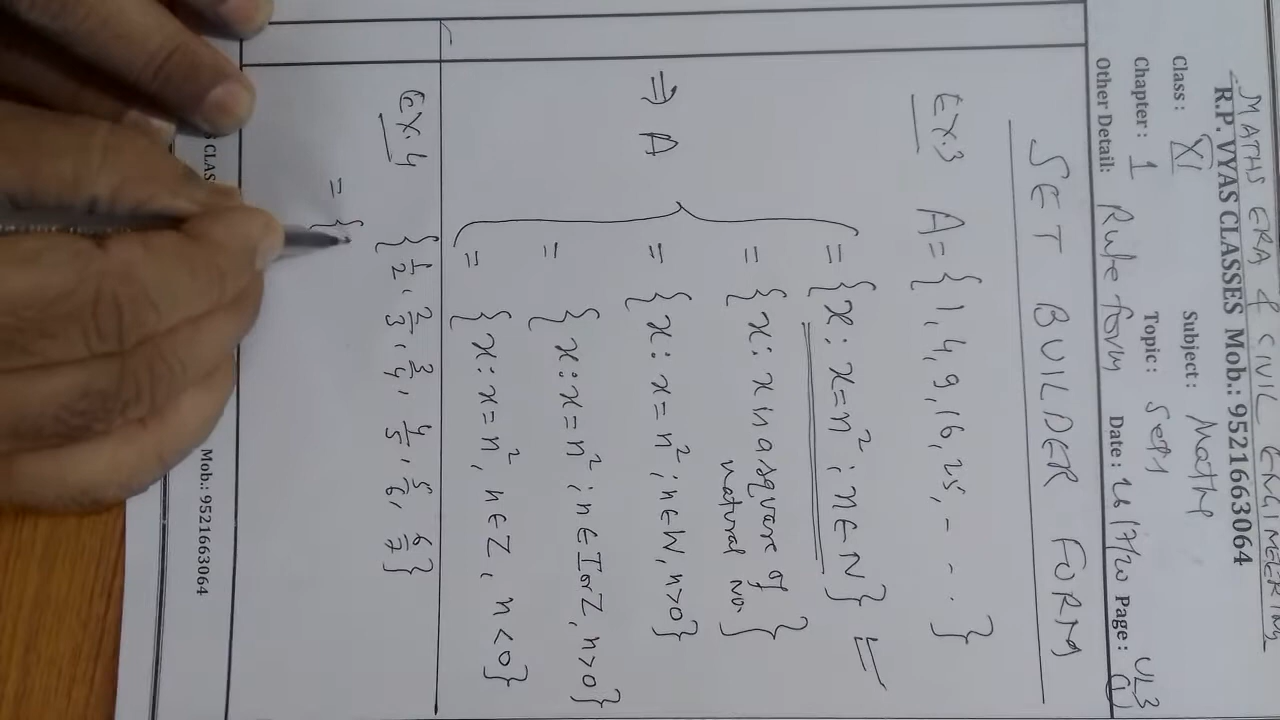 MATHS ERA & CIVIL ENGINEERING
R.P. VYAS CLASSES Mob.: 9521663064
Class : XI Subject : Maths
Chapter : 1 Topic : Sets
Other Detail: Rule form Date : 26/7/20 Page : (1)
VL3
SET BUILDER FORM
Ex.3 A={1,4,9,16,25,- - - .}
={x: x=n²; n∈N}
={x: x is a square of
natural no.}
⇒ A = {x: x=n²; n∈W, n>0}
= {x:x=n²; n∈I or Z, n>0}
= {x:x=n², n∈Z, n<0}
Ex.4 {1/2, 2/3, 3/4, 4/5, 5/6, 6/7}
= {
Mob.: 9521663064